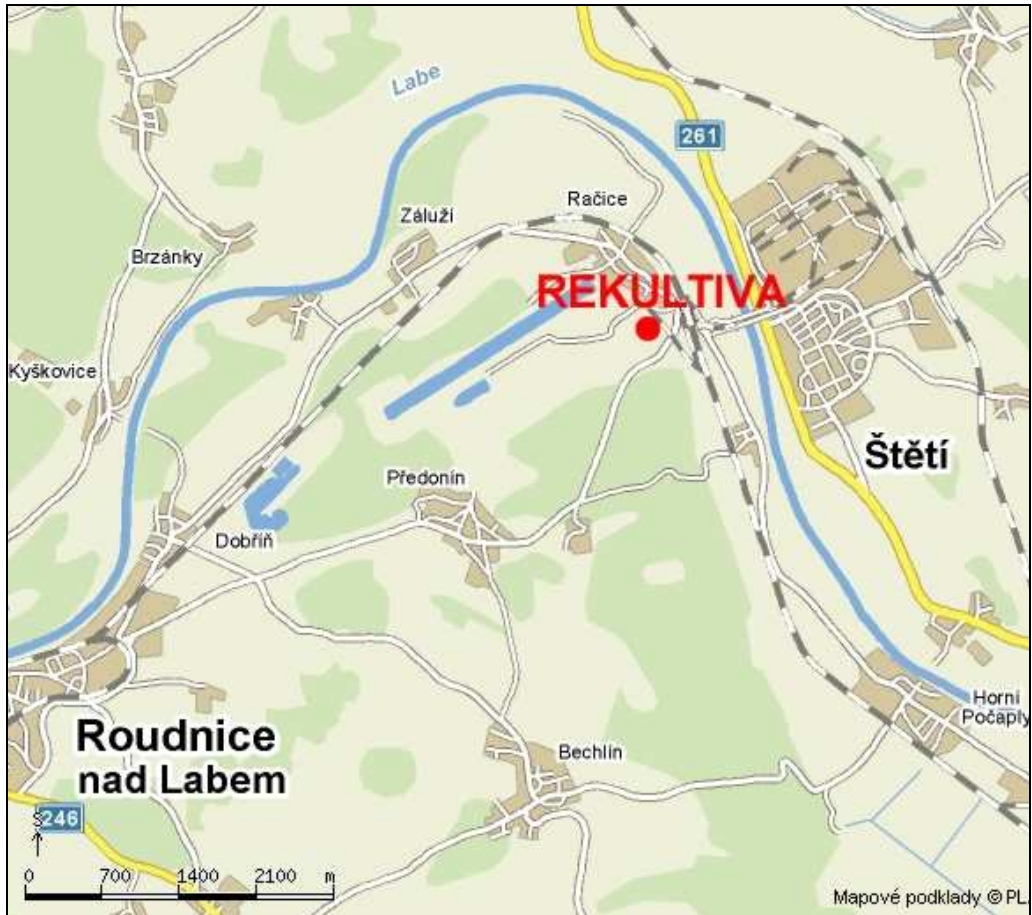 Labe
261
Račice
Záluží
Brzánky
REKULTIVA
Kyškovice
Štětí
Předonín
Dobříň
Horní
Počaply
Roudnice
nad Labem
Bechlín
246
S
0 700 1400 2100 m
Mapové podklady © PL